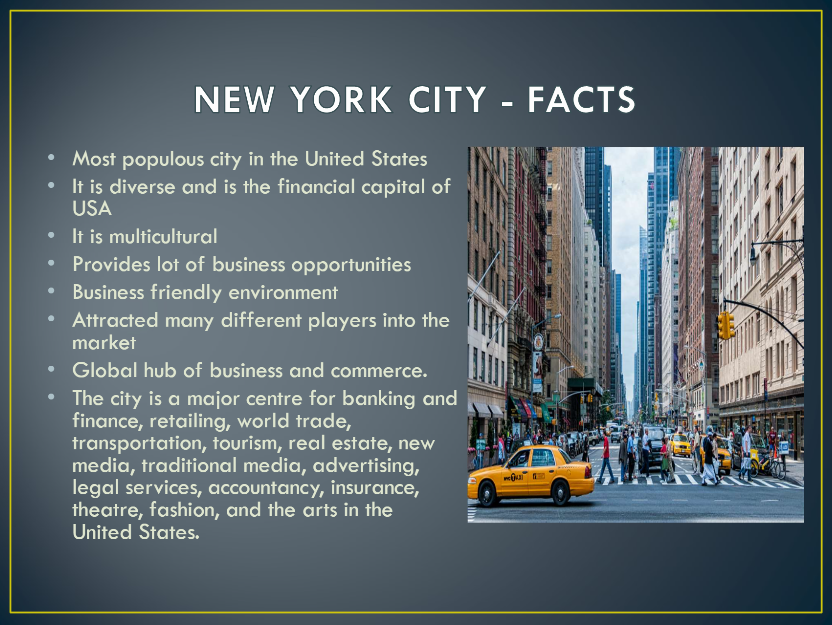 NEW YORK CITY - FACTS
• Most populous city in the United States
• It is diverse and is the financial capital of
USA
• It is multicultural
• Provides lot of business opportunities
• Business friendly environment
• Attracted many different players into the
market
• Global hub of business and commerce.
• The city is a major centre for banking and
finance, retailing, world trade,
transportation, tourism, real estate, new
media, traditional media, advertising,
legal services, accountancy, insurance,
theatre, fashion, and the arts in the
United States.